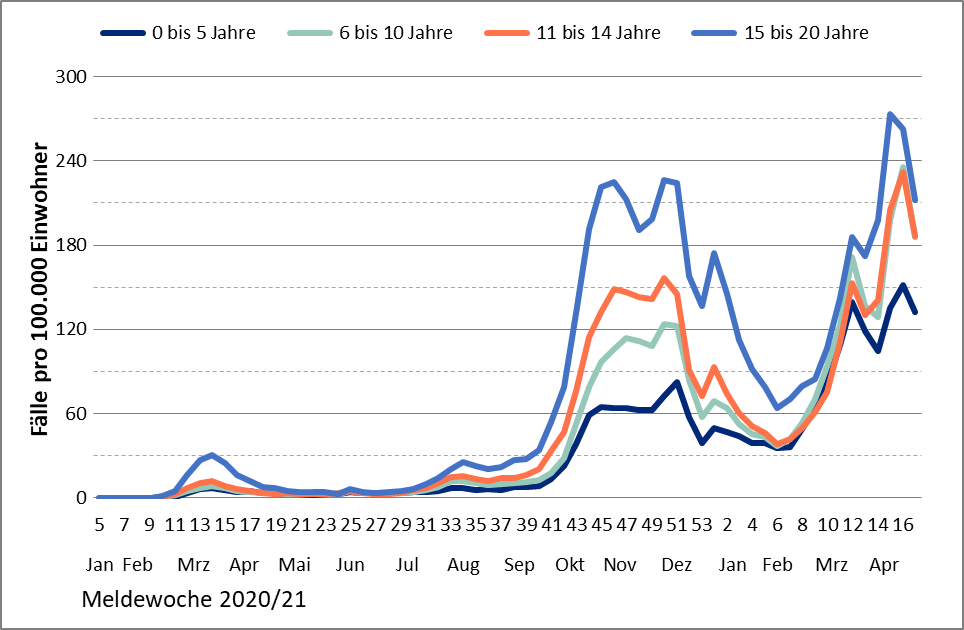 0 bis 5 Jahre 6 bis 10 Jahre 11 bis 14 Jahre 15 bis 20 Jahre
Fälle pro 100.000 Einwohner
300
240
180
120
60
0
5 7 9 11 13 15 17 19 21 23 25 27 29 31 33 35 37 39 41 43 45 47 49 51 53 2 4 6 8 10 12 14 16
Jan Feb Mrz Apr Mai Jun Jul Aug Sep Okt Nov Dez Jan Feb Mrz Apr
Meldewoche 2020/21